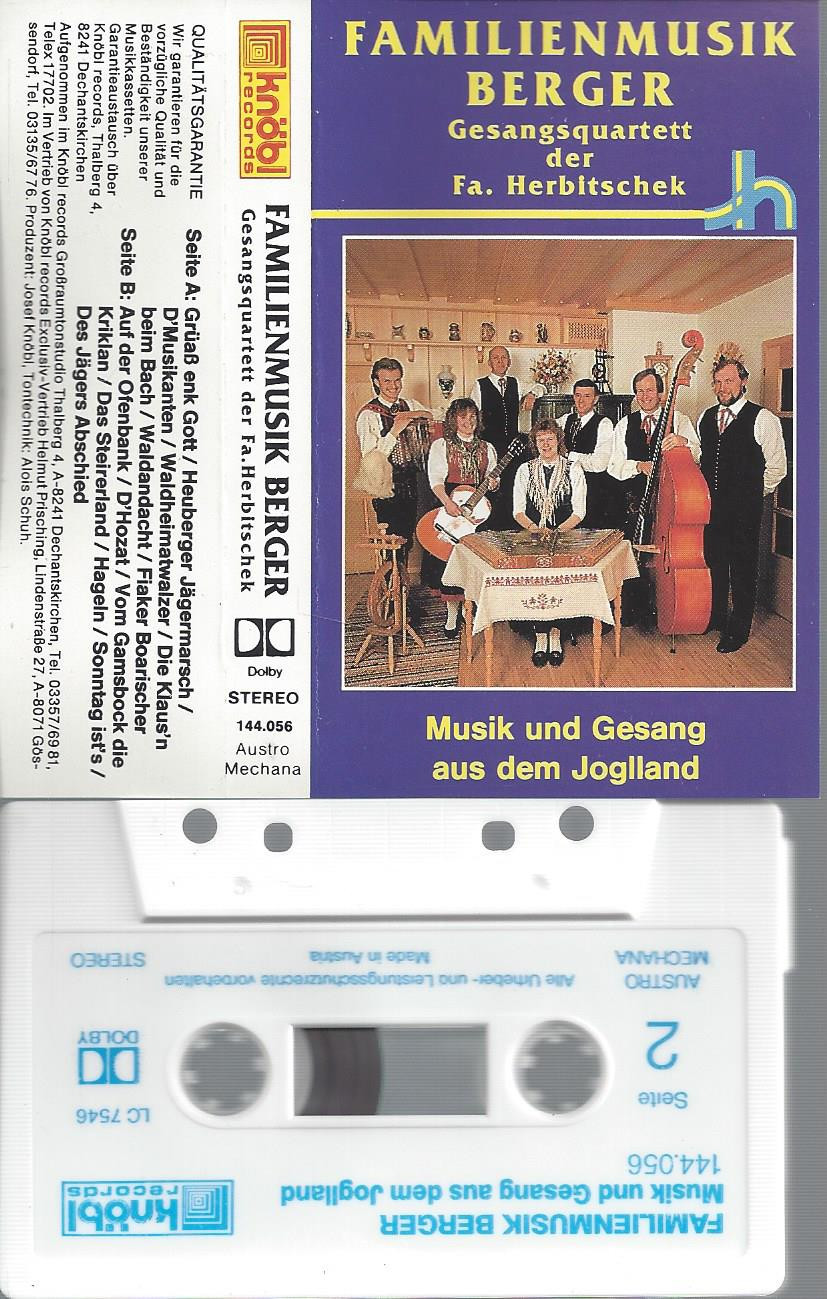 FAMILIENMUSIK
BERGER
Gesangsquartett
der
Fa. Herbitschek
h
Musik und Gesang
aus dem Joglland
knöbl
records
FAMILIENMUSIK BERGER
Gesangsquartett der Fa. Herbitschek
Dolby
STEREO
144.056
Austro
Mechana
QUALITÄTSGARANTIE
Wir garantieren für die
vorzügliche Qualität und
Beständigkeit unserer
Musikkassetten.
Garantieaustausch über
Knöbl records, Thalberg 4,
8241 Dechantskirchen
Seite A: Grüaß enk Gott / Heuberger Jägermarsch /
D'Musikanten / Waldheimatwalzer / Die Klaus'n
beim Bach / Waldandacht / Fiaker Boarischer
Seite B: Auf der Ofenbank / D'Hozat / Vom Gamsbock die
Kriklan / Das Steirerland / Hageln / Sonntag ist's /
Des Jägers Abschied
Aufgenommen im Knöbl records Großraumtonstudio Thalberg 4, A-8241 Dechantskirchen, Tel. 03357/69 81,
Telex 17702. Im Vertrieb von Knöbl records Exclusiv-Vertrieb Helmut Prisching, Lindenstraße 27, A-8071 Gös-
sendorf, Tel. 03135/67 76. Produzent: Josef Knöbl, Tontechnik: Alois Schuh.
FAMILIENMUSIK BERGER
Musik und Gesang aus dem Joglland
144.056
knöbl
records
Seite
2
LC 7546
DOLBY
AUSTRO
MECHANA
Alle Urheber- und Leistungsschutzrechte vorbehalten
Made in Austria
STEREO